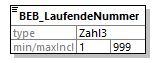 BEB_LaufendeNummer
type Zahl3
min/maxIncl 1 999